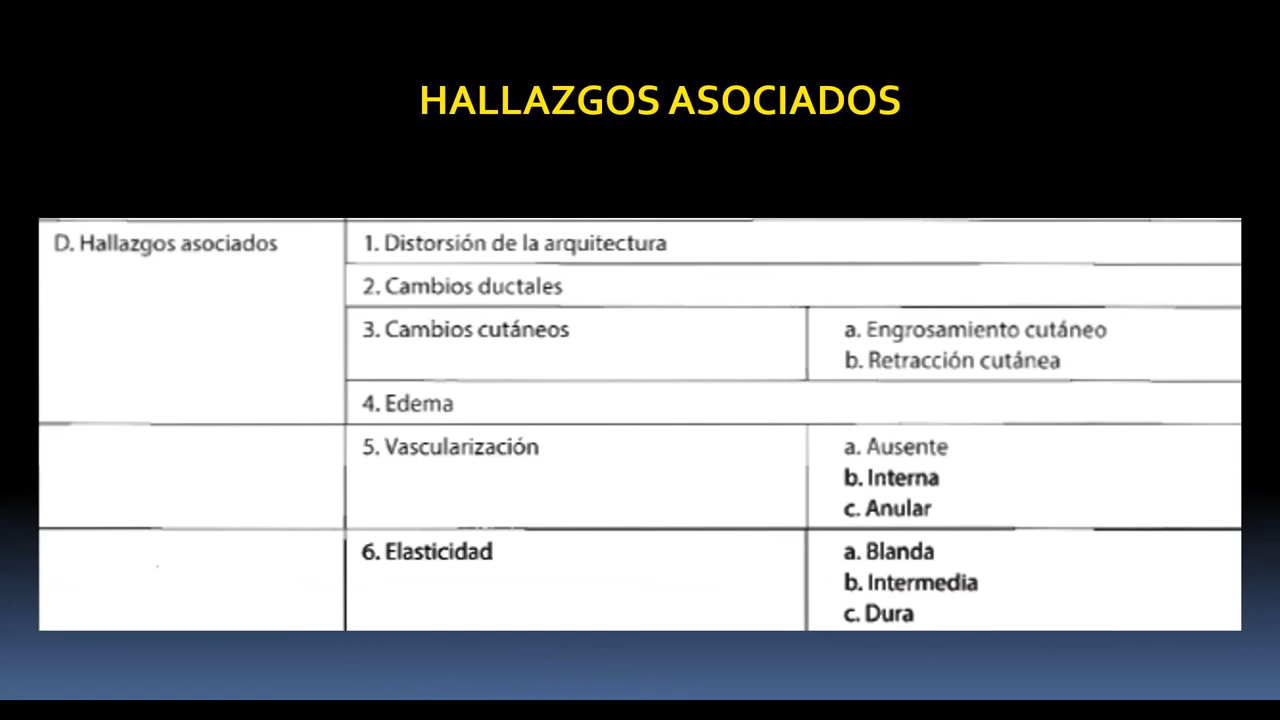 HALLAZGOS ASOCIADOS
D. Hallazgos asociados
1. Distorsión de la arquitectura
2. Cambios ductales
3. Cambios cutáneos
a. Engrosamiento cutáneo
b. Retracción cutánea
4. Edema
5. Vascularización
a. Ausente
b. Interna
c. Anular
6. Elasticidad
a. Blanda
b. Intermedia
c. Dura